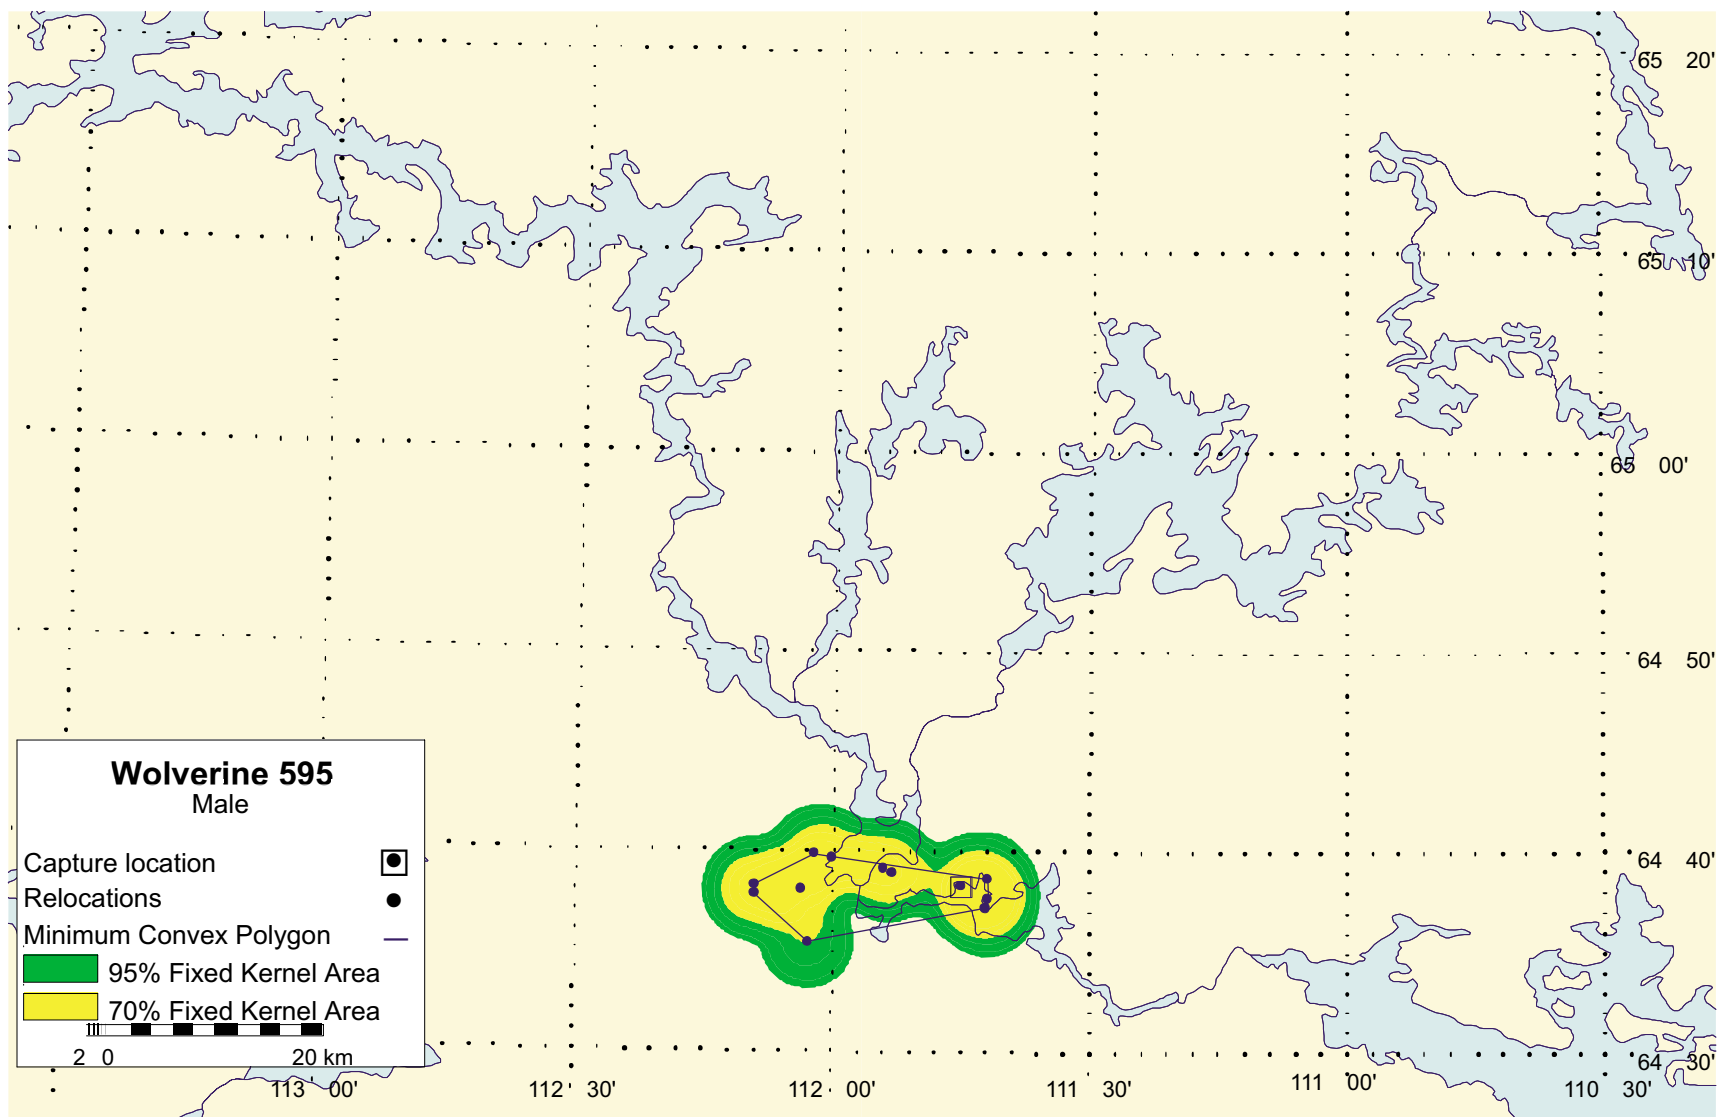 65 20'
65 10'
65 00'
64 50'
64 40'
64 30'
Wolverine 595
Male
Capture location
Relocations
Minimum Convex Polygon
95% Fixed Kernel Area
70% Fixed Kernel Area
2 0 20 km
113 00' 112 30' 112 00' 111 30' 111 00' 110 30'